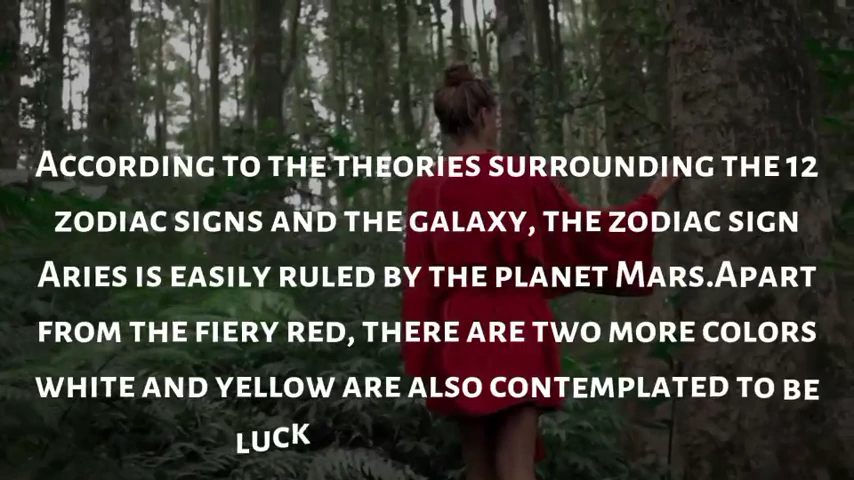 According to the theories surrounding the 12
zodiac signs and the galaxy, the zodiac sign
Aries is easily ruled by the planet Mars.Apart
from the fiery red, there are two more colors
white and yellow are also contemplated to be
luck